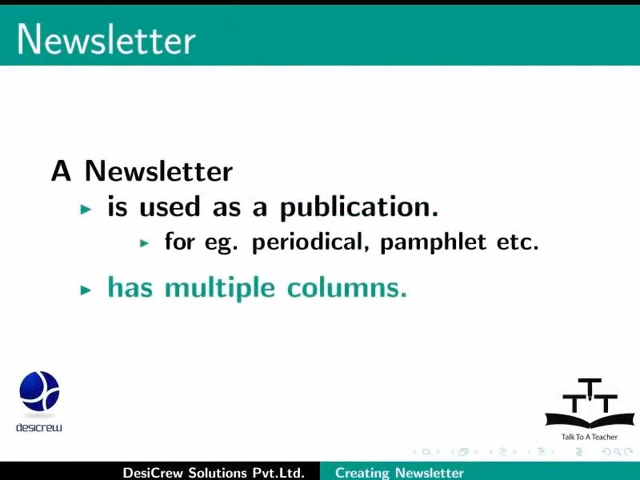 Newsletter
A Newsletter
is used as a publication.
for eg. periodical, pamphlet etc.
has multiple columns.
desicrew
TTT
Talk To A Teacher
DesiCrew Solutions Pvt.Ltd.
Creating Newsletter